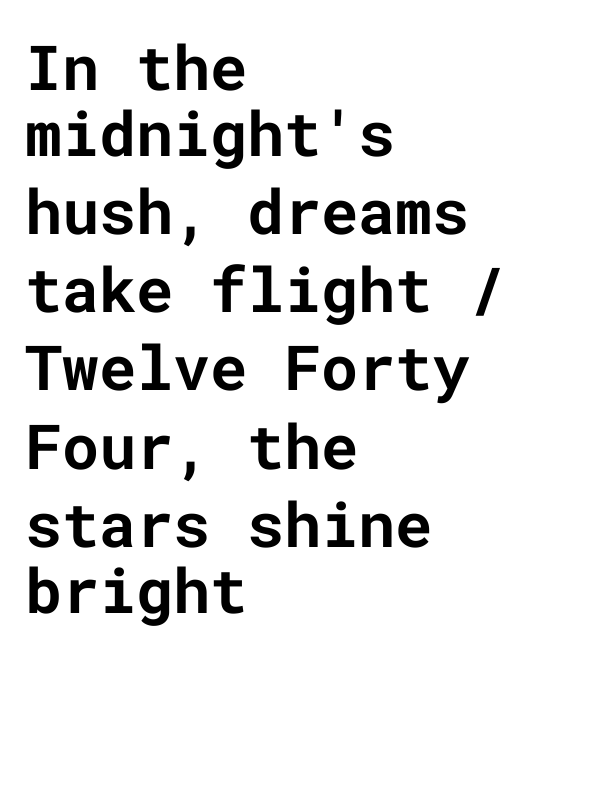 In the
midnight's
hush, dreams
take flight /
Twelve Forty
Four, the
stars shine
bright